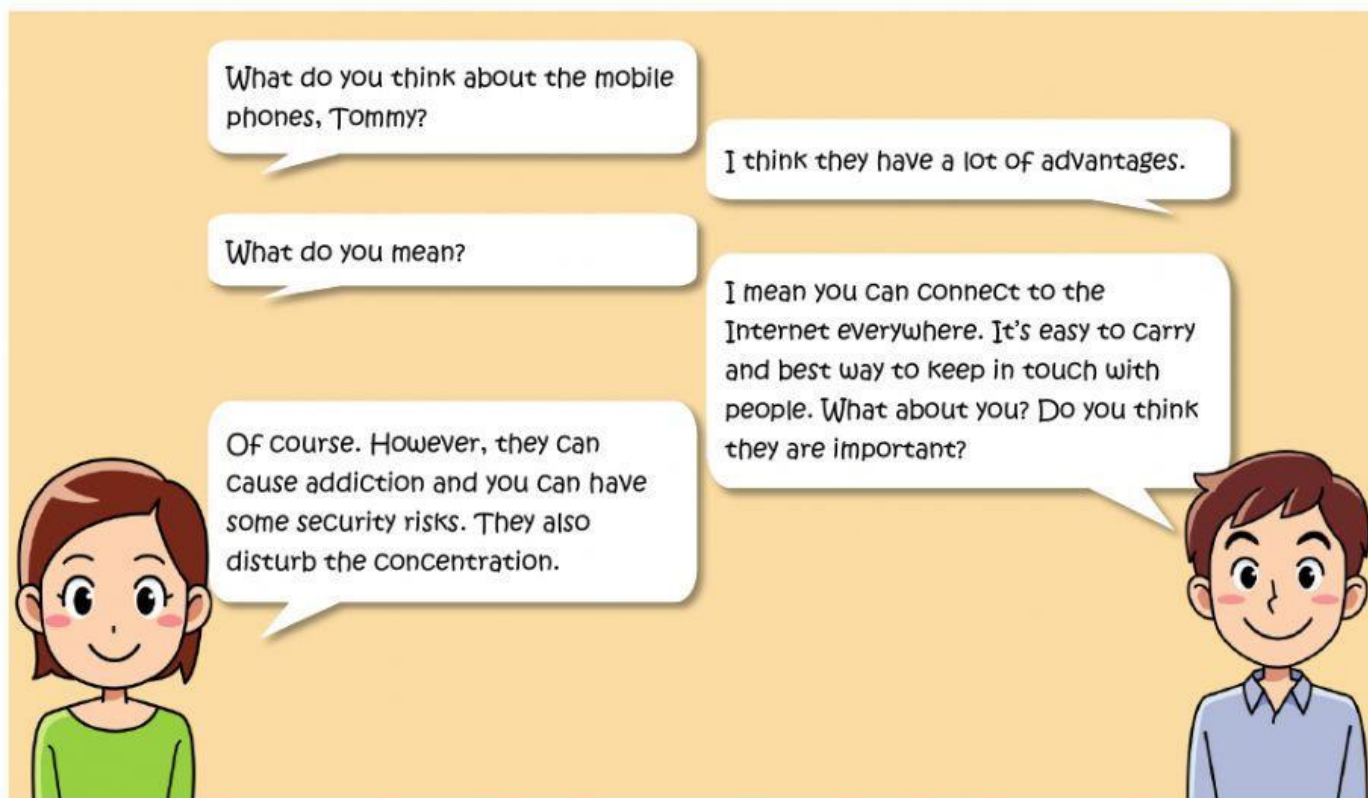 What do you think about the mobile
phones, Tommy?
I think they have a lot of advantages.
What do you mean?
I mean you can connect to the
Internet everywhere. It's easy to carry
and best way to keep in touch with
people. What about you? Do you think
they are important?
Of course. However, they can
cause addiction and you can have
some security risks. They also
disturb the concentration.